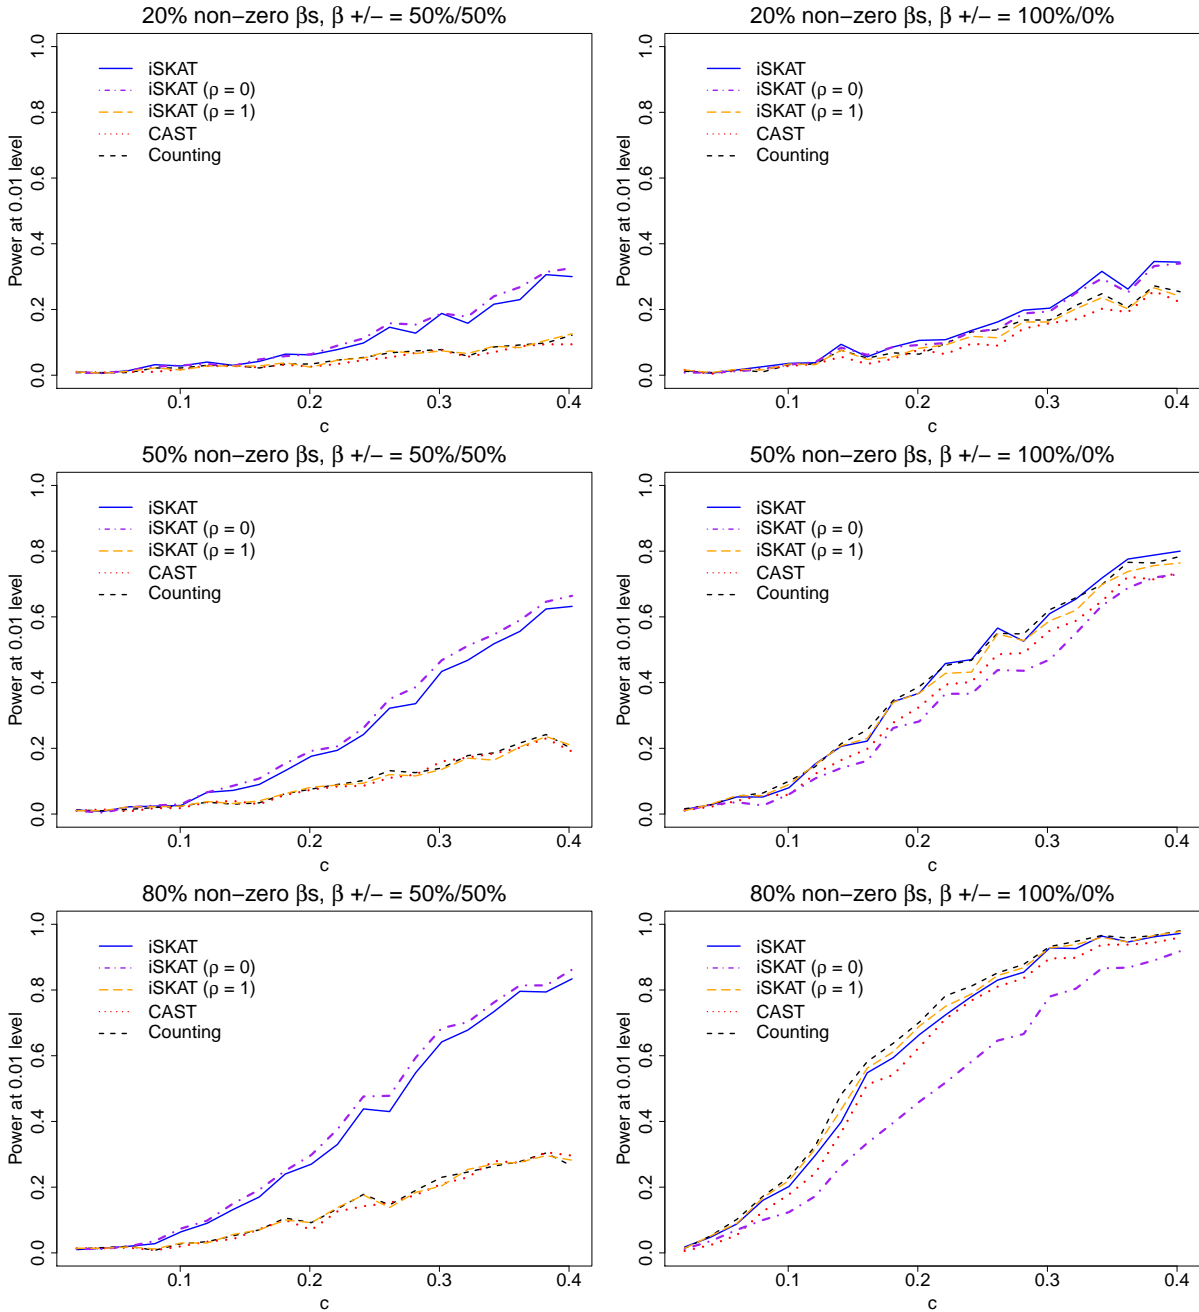 20% non−zero βs, β +/− = 50%/50%
Power at 0.01 level
0.0 0.2 0.4 0.6 0.8 1.0
iSKAT
iSKAT (ρ = 0)
iSKAT (ρ = 1)
CAST
Counting
0.1 0.2 0.3 0.4
c
20% non−zero βs, β +/− = 100%/0%
Power at 0.01 level
0.0 0.2 0.4 0.6 0.8 1.0
iSKAT
iSKAT (ρ = 0)
iSKAT (ρ = 1)
CAST
Counting
0.1 0.2 0.3 0.4
c
50% non−zero βs, β +/− = 50%/50%
Power at 0.01 level
0.0 0.2 0.4 0.6 0.8 1.0
iSKAT
iSKAT (ρ = 0)
iSKAT (ρ = 1)
CAST
Counting
0.1 0.2 0.3 0.4
c
50% non−zero βs, β +/− = 100%/0%
Power at 0.01 level
0.0 0.2 0.4 0.6 0.8 1.0
iSKAT
iSKAT (ρ = 0)
iSKAT (ρ = 1)
CAST
Counting
0.1 0.2 0.3 0.4
c
80% non−zero βs, β +/− = 50%/50%
Power at 0.01 level
0.0 0.2 0.4 0.6 0.8 1.0
iSKAT
iSKAT (ρ = 0)
iSKAT (ρ = 1)
CAST
Counting
0.1 0.2 0.3 0.4
c
80% non−zero βs, β +/− = 100%/0%
Power at 0.01 level
0.0 0.2 0.4 0.6 0.8 1.0
iSKAT
iSKAT (ρ = 0)
iSKAT (ρ = 1)
CAST
Counting
0.1 0.2 0.3 0.4
c